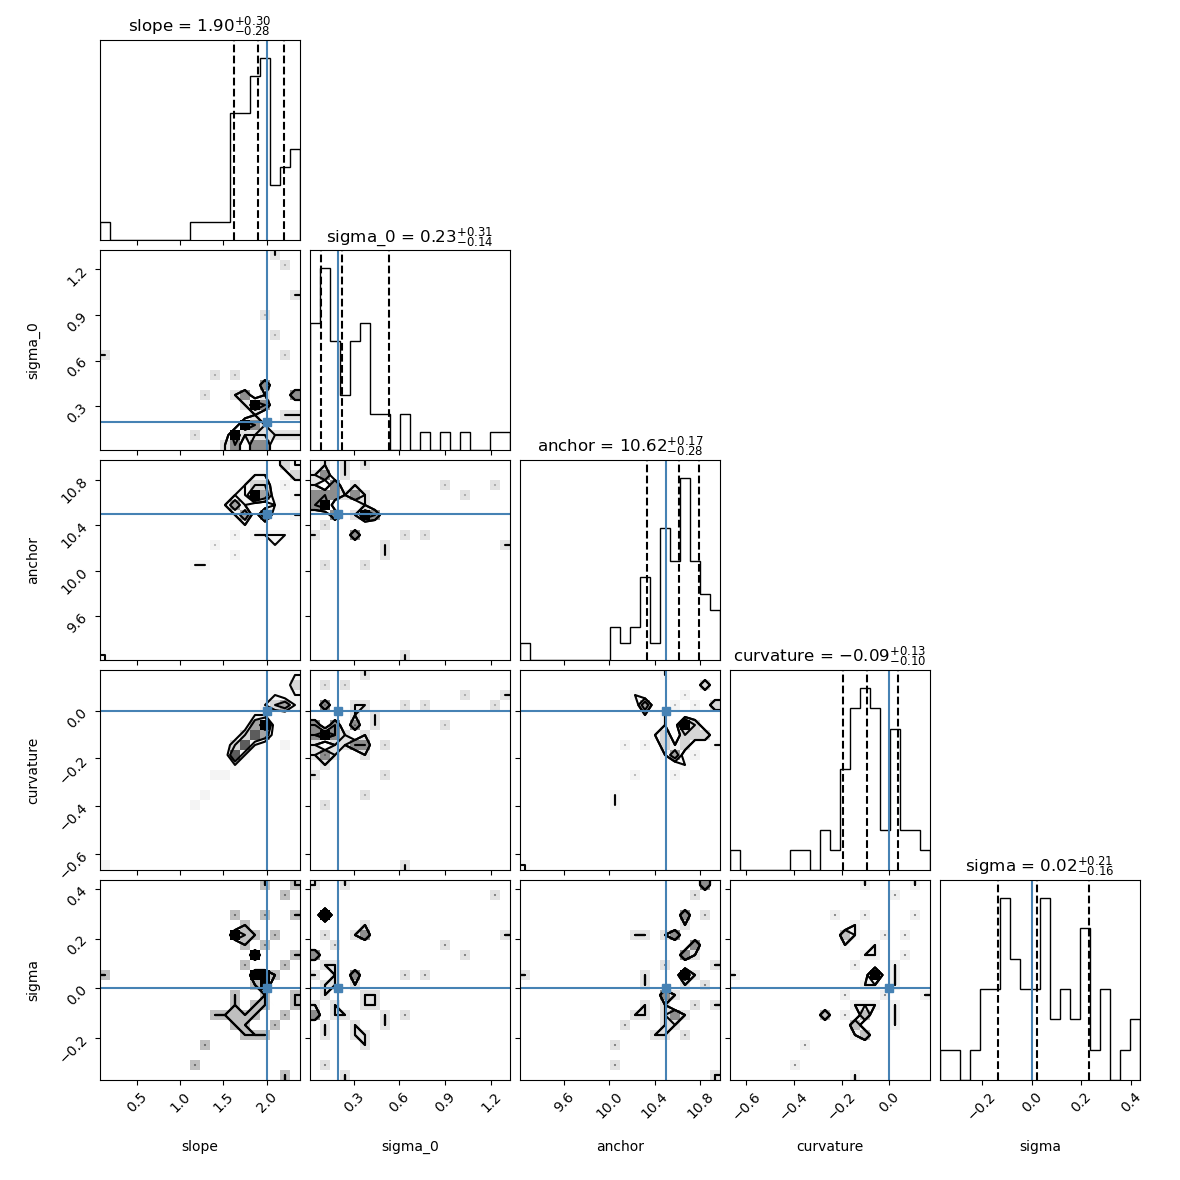 slope = 1.90+0.30−0.28
sigma_0 = 0.23+0.31−0.14
1.2
0.9
0.6
0.3
sigma_0
anchor = 10.62+0.17−0.28
10.8
10.4
10.0
9.6
anchor
curvature = −0.09+0.13−0.10
0.0
−0.2
−0.4
−0.6
curvature
sigma = 0.02+0.21−0.16
0.4
0.2
0.0
−0.2
sigma
0.5 1.0 1.5 2.0
0.3 0.6 0.9 1.2
9.6 10.0 10.4 10.8
−0.6 −0.4 −0.2 0.0
−0.2 0.0 0.2 0.4
slope sigma_0 anchor curvature sigma